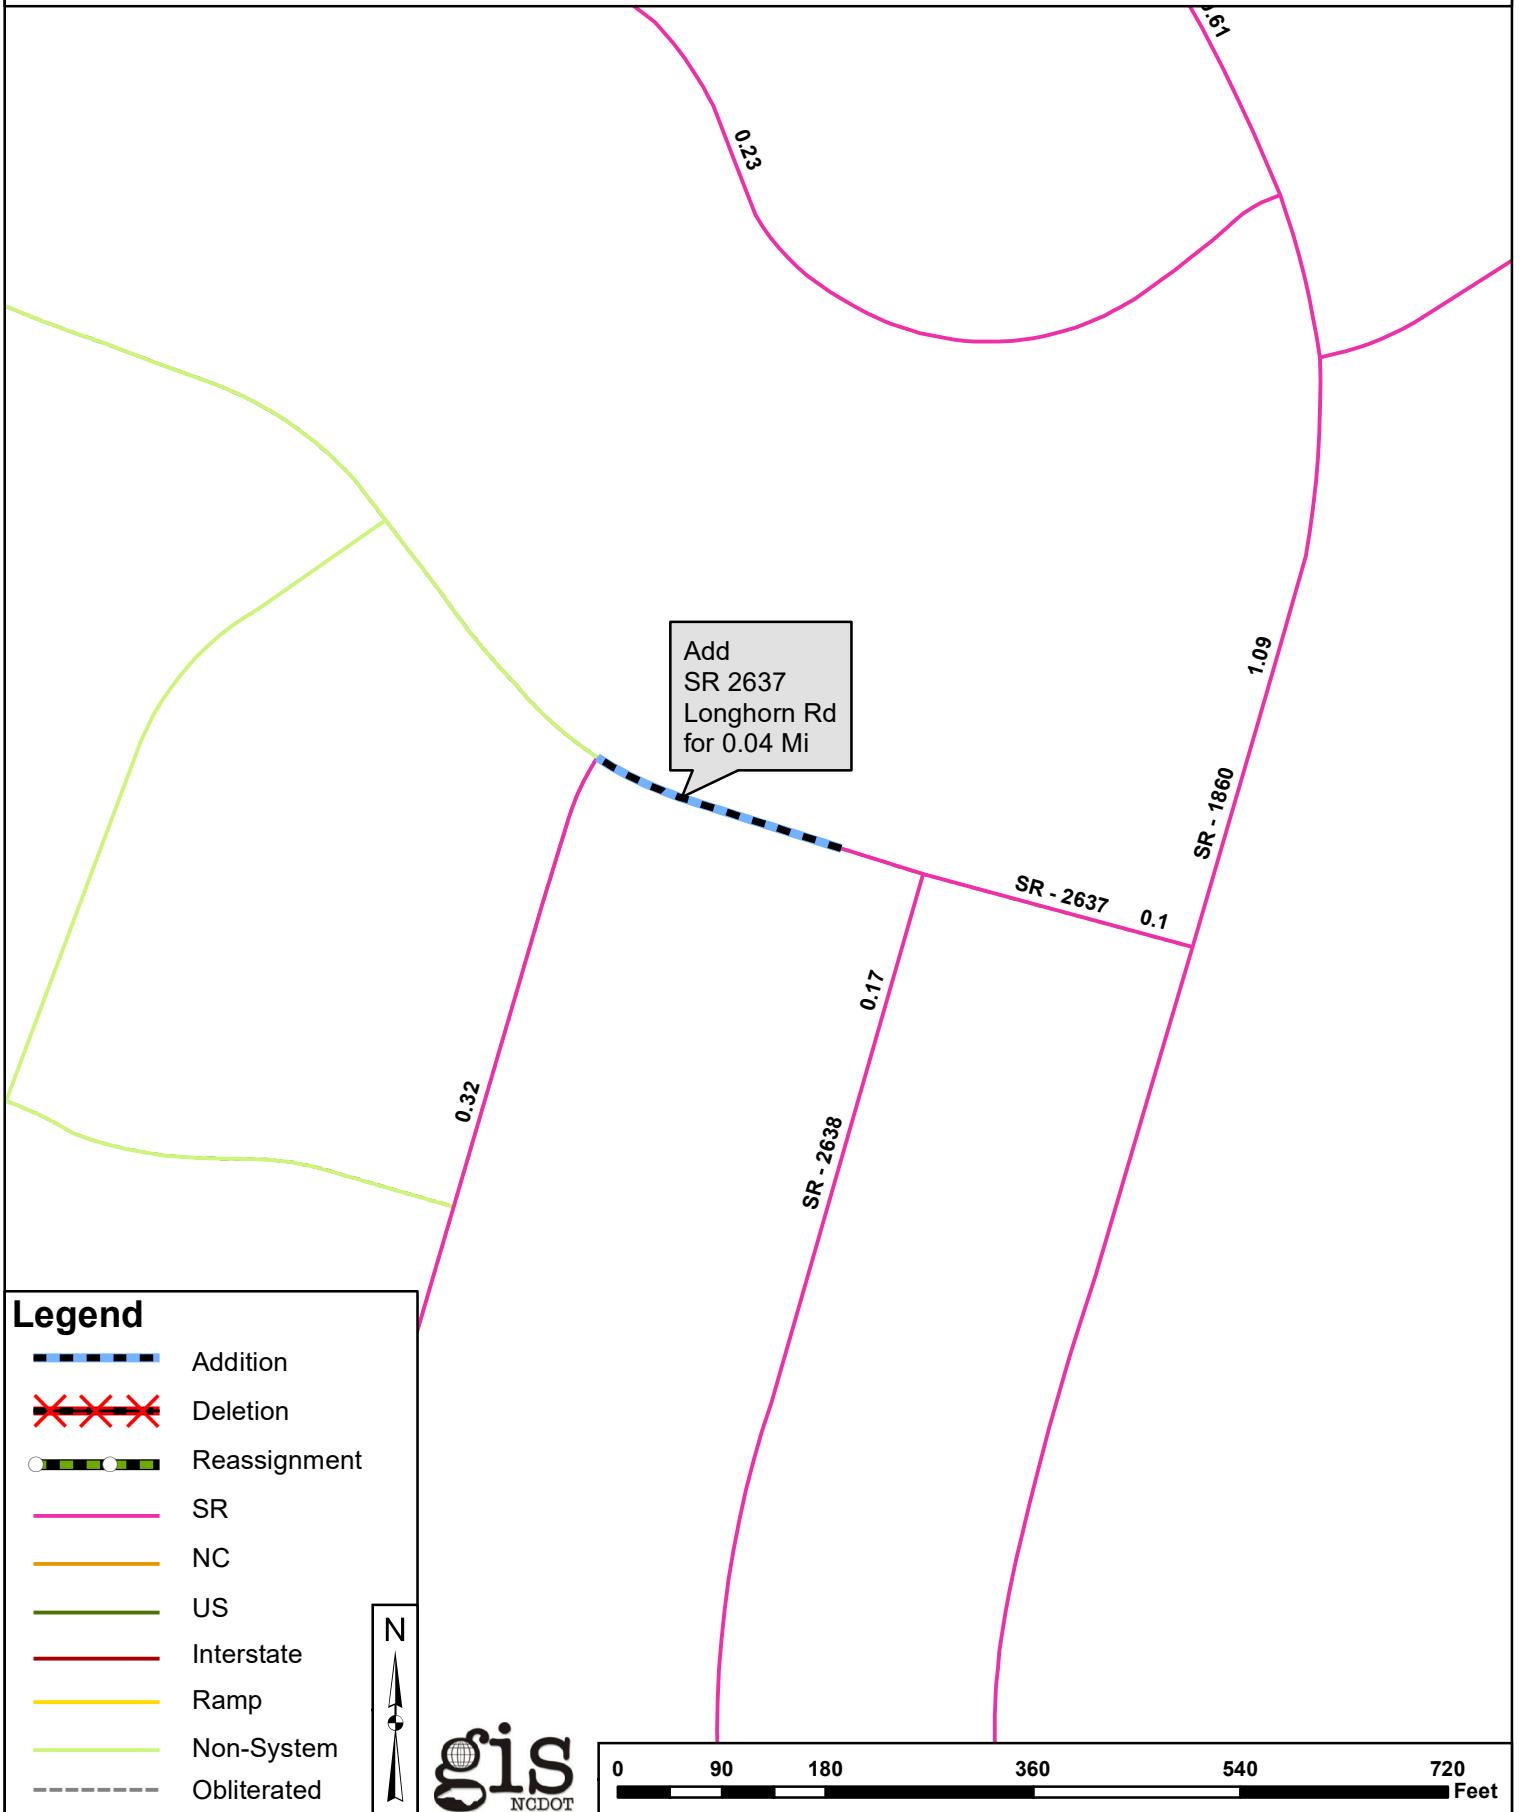 .61
0.23
Add
SR 2637
Longhorn Rd
for 0.04 Mi
1.09
SR - 1860
SR - 2637
0.1
0.17
0.32
SR - 2638
Legend
Addition
Deletion
Reassignment
SR
NC
US
Interstate
Ramp
Non-System
Obliterated
N
gis
NCDOT
0 90 180 360 540 720
Feet